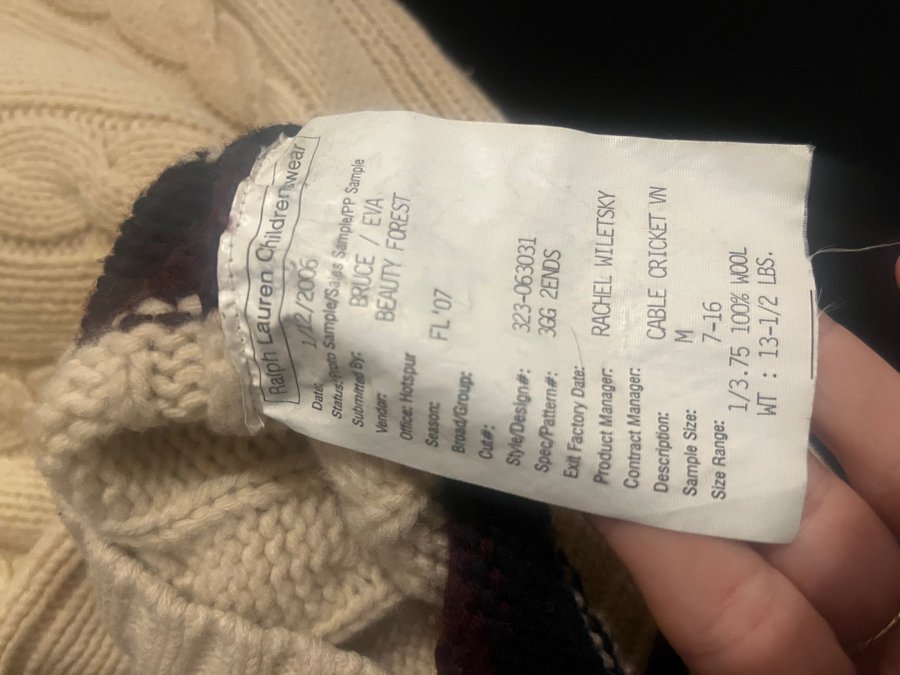 Ralph Lauren Childrenwear
Date: 1/12/2006
Status: Proto Sample/Sales Sample/PP Sample
Submitted By: BRUCE / EVA
Vendor: BEAUTY FOREST
Office: Hotspur
Season: FL '07
Broad/Group:
Cut#:
Style/Design#: 323-063031
Spec/Pattern#: 3GG 2ENDS
Exit Factory Date:
Product Manager: RACHEL WILETSKY
Contract Manager:
Description: CABLE CRICKET VN
Sample Size: M
Size Range: 7-16
1/3.75 100% WOOL
WT : 13-1/2 LBS.